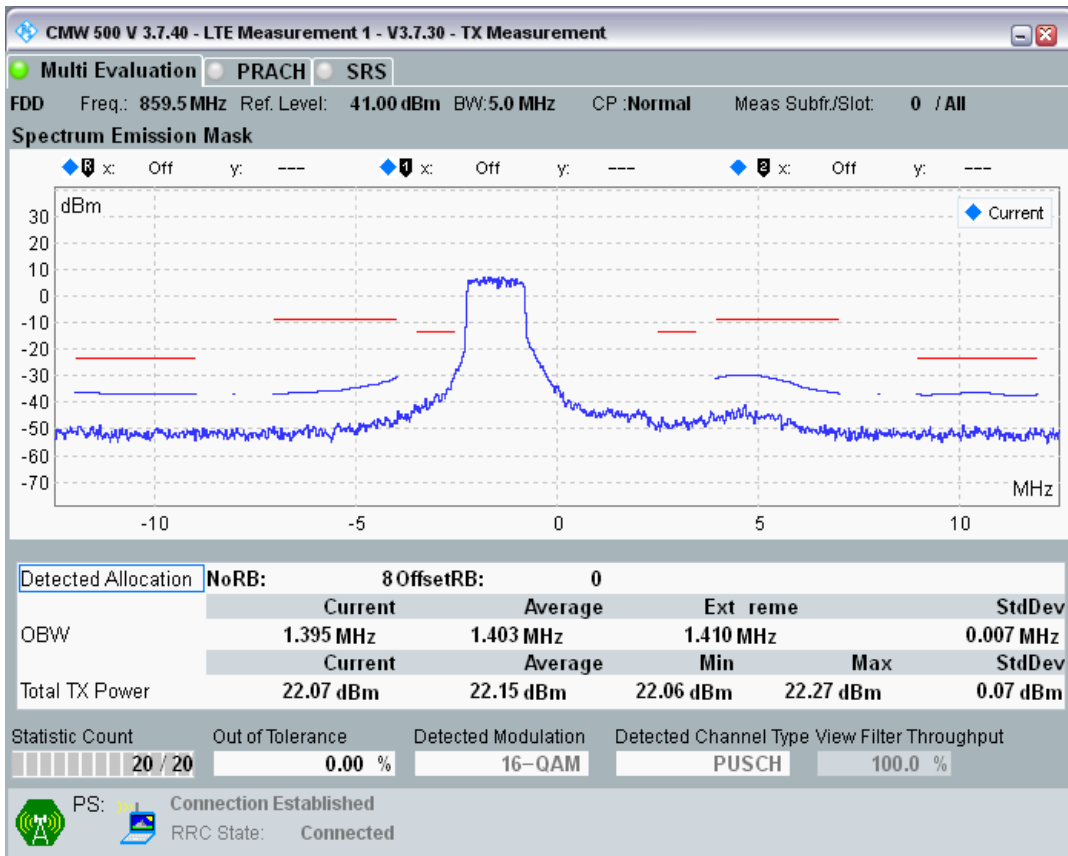 CMW 500 V 3.7.40 - LTE Measurement 1 - V3.7.30 - TX Measurement
Multi Evaluation PRACH SRS
FDD Freq.: 859.5 MHz Ref. Level: 41.00 dBm BW:5.0 MHz CP :Normal Meas Subfr./Slot: 0 / All
Spectrum Emission Mask
R x: Off y: --- 1 x: Off y: --- 2 x: Off y: ---
dBm
Current
30
20
10
0
-10
-20
-30
-40
-50
-60
-70
MHz
-10 -5 0 5 10
Detected Allocation NoRB: 8 OffsetRB: 0
Current Average Ext reme StdDev
OBW 1.395 MHz 1.403 MHz 1.410 MHz 0.007 MHz
Current Average Min Max StdDev
Total TX Power 22.07 dBm 22.15 dBm 22.06 dBm 22.27 dBm 0.07 dBm
Statistic Count Out of Tolerance Detected Modulation Detected Channel Type View Filter Throughput
20 / 20 0.00 % 16-QAM PUSCH 100.0 %
PS: Connection Established
RRC State: Connected